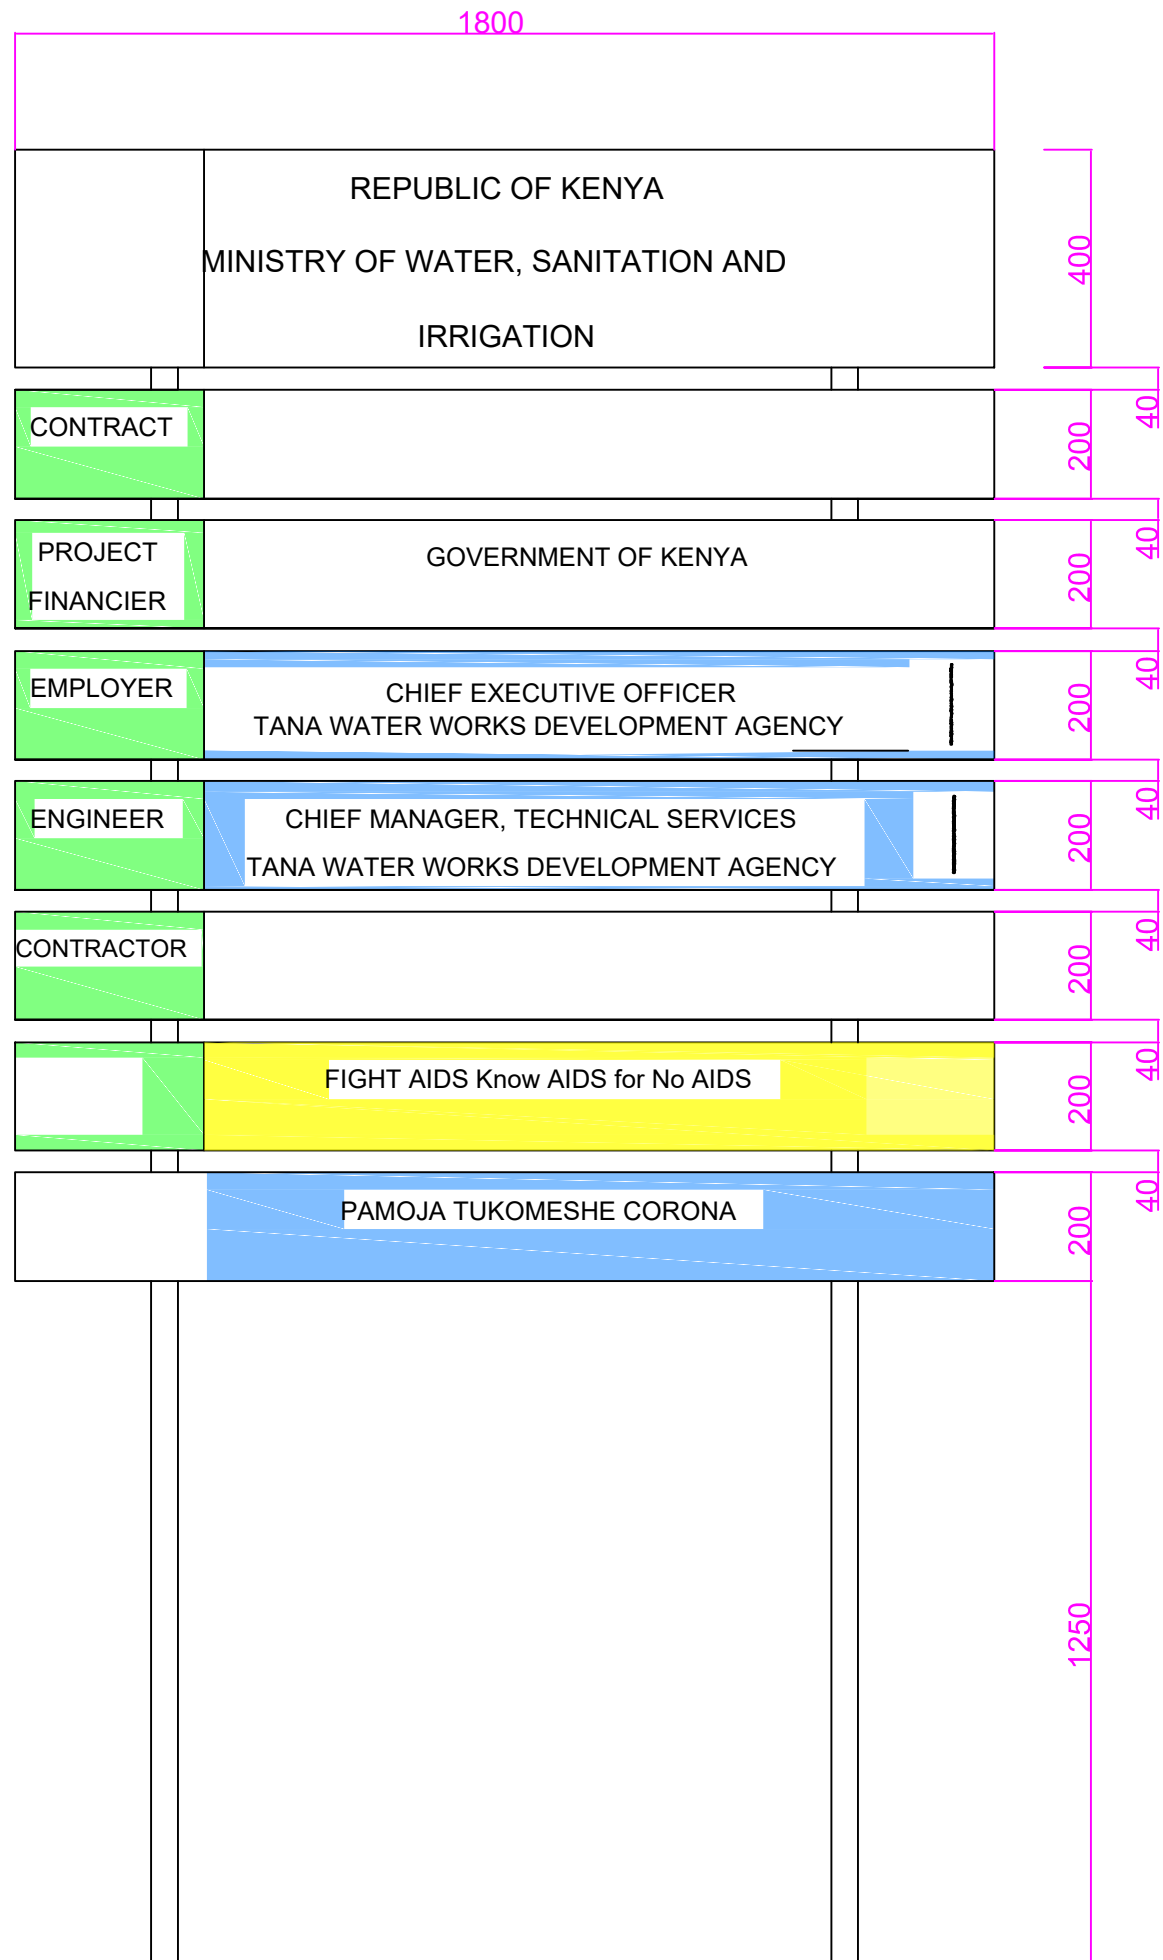 1800
REPUBLIC OF KENYA
MINISTRY OF WATER, SANITATION AND
IRRIGATION
400
40
CONTRACT
200
40
PROJECT
FINANCIER
GOVERNMENT OF KENYA
200
40
EMPLOYER
CHIEF EXECUTIVE OFFICER
TANA WATER WORKS DEVELOPMENT AGENCY
200
40
ENGINEER
CHIEF MANAGER, TECHNICAL SERVICES
TANA WATER WORKS DEVELOPMENT AGENCY
200
40
CONTRACTOR
200
40
FIGHT AIDS Know AIDS for No AIDS
200
40
PAMOJA TUKOMESHE CORONA
200
1250